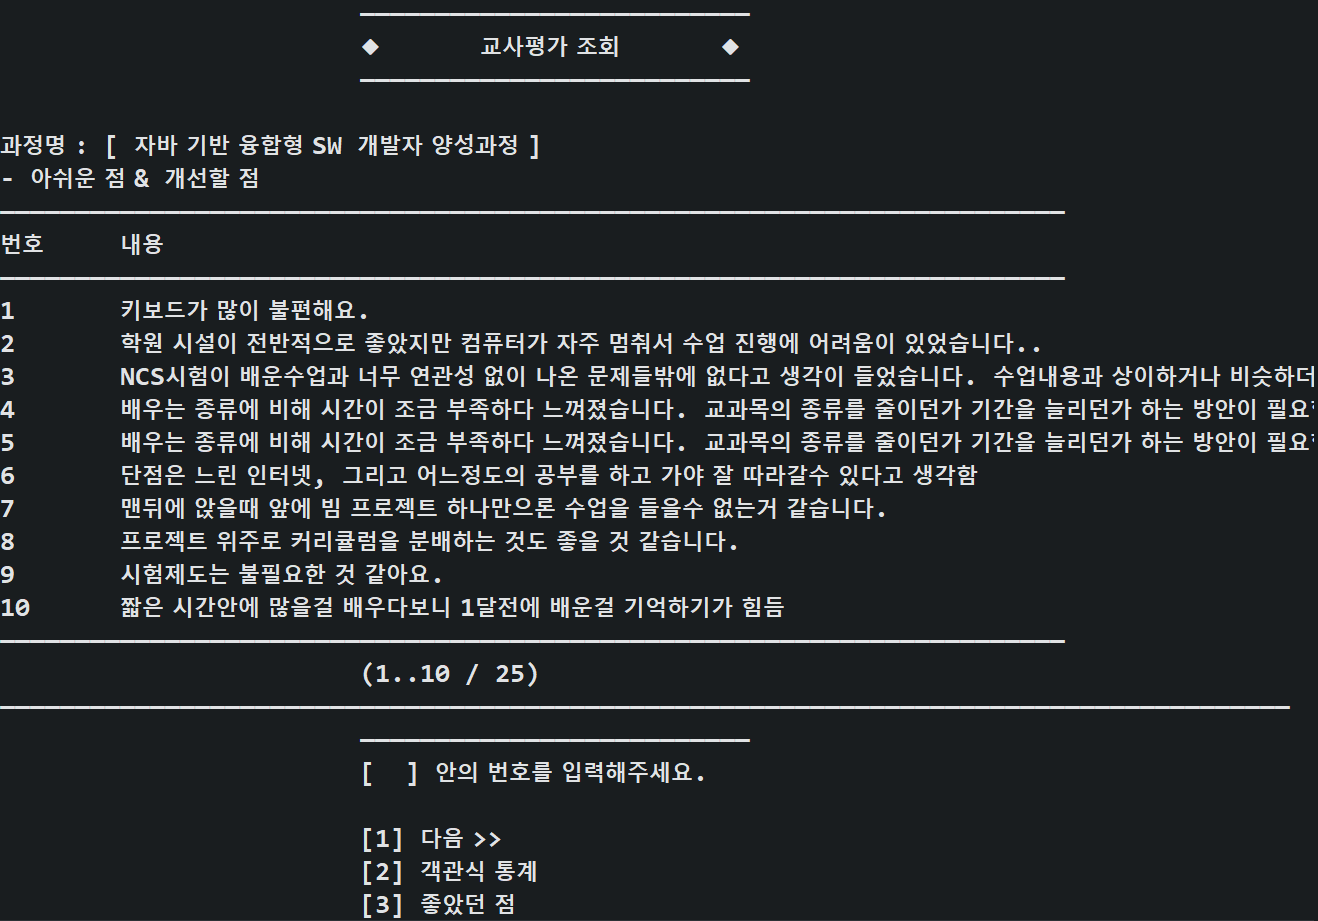 ◆ 교사평가 조회 ◆
과정명 : [ 자바 기반 융합형 SW 개발자 양성과정 ]
- 아쉬운 점 & 개선할 점
번호 내용
1 키보드가 많이 불편해요.
2 학원 시설이 전반적으로 좋았지만 컴퓨터가 자주 멈춰서 수업 진행에 어려움이 있었습니다..
3 NCS시험이 배운수업과 너무 연관성 없이 나온 문제들밖에 없다고 생각이 들었습니다. 수업내용과 상이하거나 비슷하더
4 배우는 종류에 비해 시간이 조금 부족하다 느껴졌습니다. 교과목의 종류를 줄이던가 기간을 늘리던가 하는 방안이 필요
5 배우는 종류에 비해 시간이 조금 부족하다 느껴졌습니다. 교과목의 종류를 줄이던가 기간을 늘리던가 하는 방안이 필요
6 단점은 느린 인터넷, 그리고 어느정도의 공부를 하고 가야 잘 따라갈수 있다고 생각함
7 맨뒤에 앉을때 앞에 빔 프로젝트 하나만으론 수업을 들을수 없는거 같습니다.
8 프로젝트 위주로 커리큘럼을 분배하는 것도 좋을 것 같습니다.
9 시험제도는 불필요한 것 같아요.
10 짧은 시간안에 많을걸 배우다보니 1달전에 배운걸 기억하기가 힘듬
(1..10 / 25)
[ ] 안의 번호를 입력해주세요.
[1] 다음 >>
[2] 객관식 통계
[3] 좋았던 점